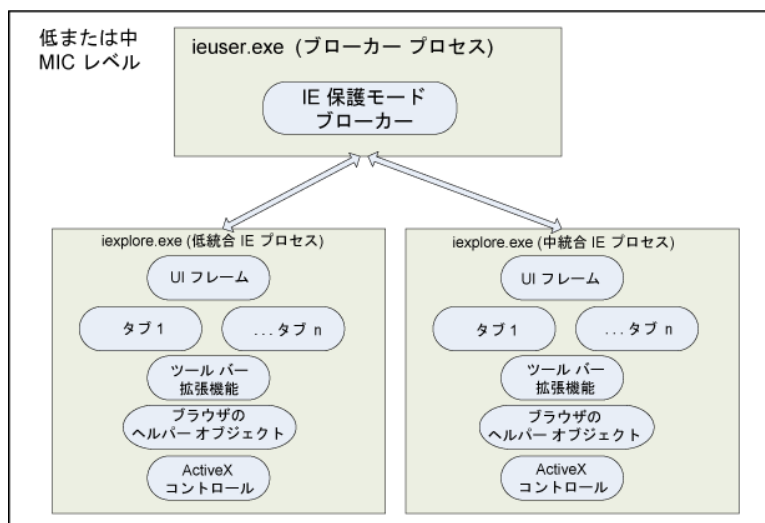 低または中
MIC レベル
ieuser.exe (ブローカー プロセス)
IE 保護モード
ブローカー
iexplore.exe (低統合 IE プロセス)
UI フレーム
タブ 1
...タブ n
ツール バー
拡張機能
ブラウザの
ヘルパー オブジェクト
ActiveX
コントロール
iexplore.exe (中統合 IE プロセス)
UI フレーム
タブ 1
...タブ n
ツール バー
拡張機能
ブラウザの
ヘルパー オブジェクト
ActiveX
コントロール